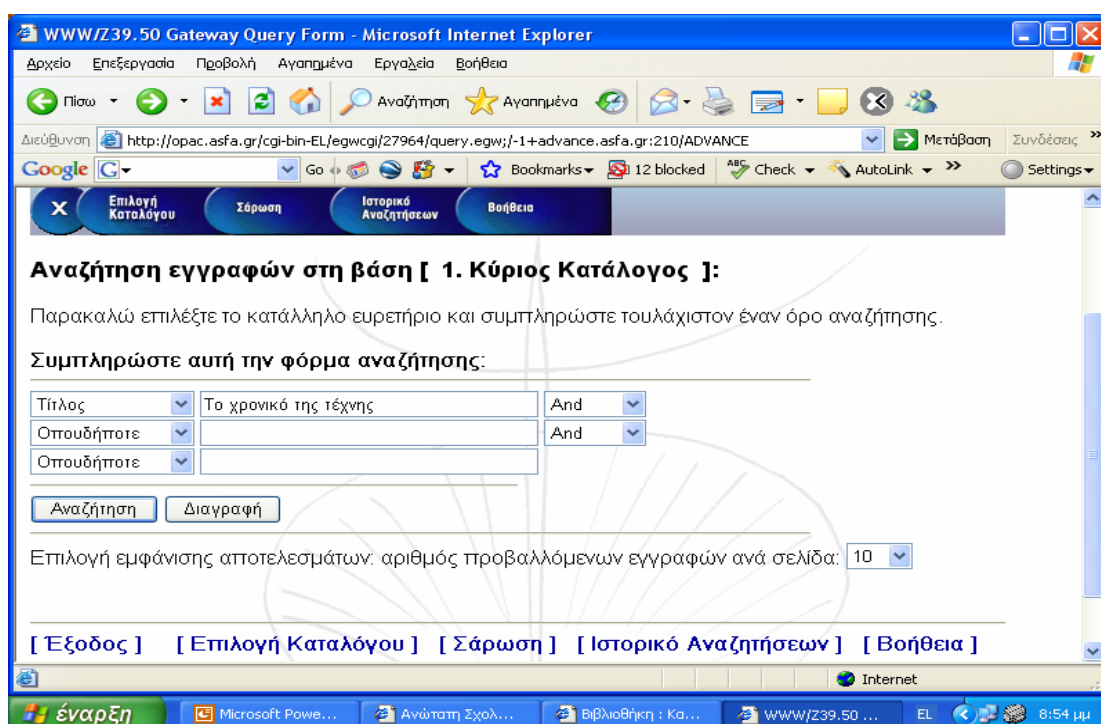 WWW/Z39.50 Gateway Query Form - Microsoft Internet Explorer
Αρχείο Επεξεργασία Προβολή Αγαπημένα Εργαλεία Βοήθεια
Πίσω Αναζήτηση Αγαπημένα
Διεύθυνση http://opac.asfa.gr/cgi-bin-EL/egwcgi/27964/query.egw;/-1+advance.asfa.gr:210/ADVANCE Μετάβαση Συνδέσεις »
Google G Go Bookmarks 12 blocked ABC Check AutoLink » Settings
X Επιλογή Καταλόγου Σάρωση Ιστορικό Αναζητήσεων Βοήθεια
Αναζήτηση εγγραφών στη βάση [ 1. Κύριος Κατάλογος ]:
Παρακαλώ επιλέξτε το κατάλληλο ευρετήριο και συμπληρώστε τουλάχιστον έναν όρο αναζήτησης.
Συμπληρώστε αυτή την φόρμα αναζήτησης:
Τίτλος Το χρονικό της τέχνης And
Οπουδήποτε And
Οπουδήποτε
Αναζήτηση Διαγραφή
Επιλογή εμφάνισης αποτελεσμάτων: αριθμός προβαλλόμενων εγγραφών ανά σελίδα: 10
[ Έξοδος ] [ Επιλογή Καταλόγου ] [ Σάρωση ] [ Ιστορικό Αναζητήσεων ] [ Βοήθεια ]
Internet
έναρξη Microsoft Powe... Ανώτατη Σχολ... Βιβλιοθήκη : Κα... WWW/Z39.50 ... EL 8:54 μμ